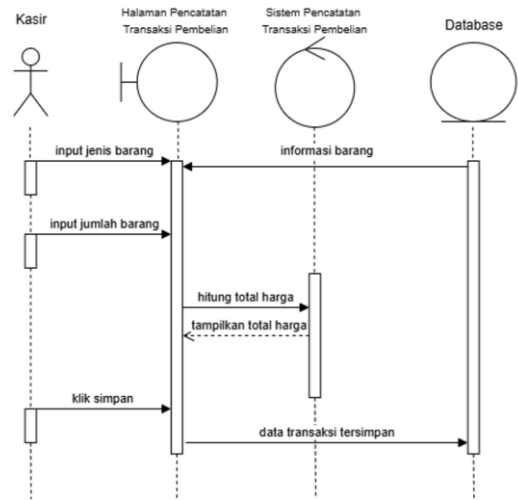 Kasir
Halaman Pencatatan
Transaksi Pembelian
Sistem Pencatatan
Transaksi Pembelian
Database
input jenis barang
informasi barang
input jumlah barang
hitung total harga
tampilkan total harga
klik simpan
data transaksi tersimpan